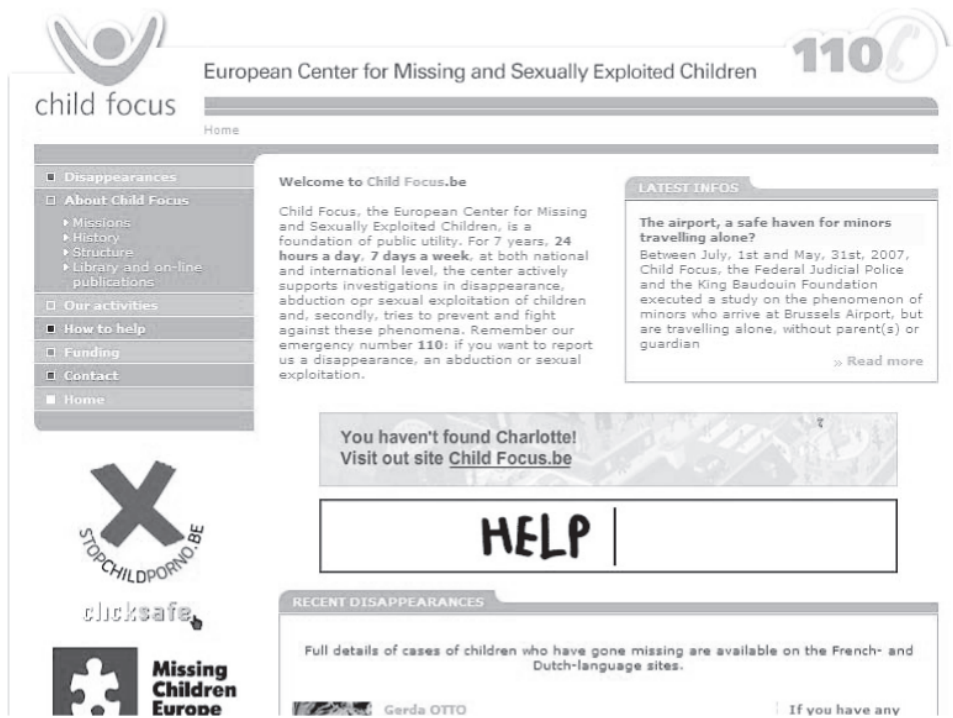 child focus
European Center for Missing and Sexually Exploited Children
110
Home
Disappearances
About Child Focus
Missions
History
Structure
Library and on-line
publications
Our activities
How to help
Funding
Contact
Home
Welcome to Child Focus.be
Child Focus, the European Center for Missing
and Sexually Exploited Children, is a
foundation of public utility. For 7 years, 24
hours a day, 7 days a week, at both national
and international level, the center actively
supports investigations in disappearance,
abduction opr sexual exploitation of children
and, secondly, tries to prevent and fight
against these phenomena. Remember our
emergency number 110: if you want to report
us a disappearance, an abduction or sexual
exploitation.
LATEST INFOS
The airport, a safe haven for minors
travelling alone?
Between July, 1st and May, 31st, 2007,
Child Focus, the Federal Judicial Police
and the King Baudouin Foundation
executed a study on the phenomenon of
minors who arrive at Brussels Airport, but
are travelling alone, without parent(s) or
guardian
» Read more
You haven't found Charlotte!
Visit out site Child Focus.be
HELP
STOPCHILDPORNO.BE
clicksafe
Missing
Children
Europe
RECENT DISAPPEARANCES
Full details of cases of children who have gone missing are available on the French- and
Dutch-language sites.
Gerda OTTO
If you have any